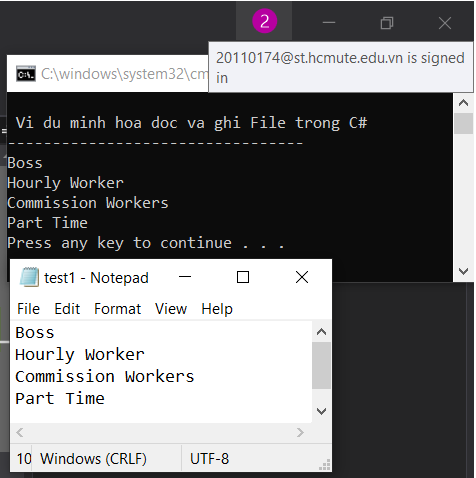 2
20110174@st.hcmute.edu.vn is signed
in
C:\windows\system32\cm
Vi du minh hoa doc va ghi File trong C#
---------------------------------
Boss
Hourly Worker
Commission Workers
Part Time
Press any key to continue . . .
test1 - Notepad
File Edit Format View Help
Boss
Hourly Worker
Commission Workers
Part Time
10 Windows (CRLF) UTF-8